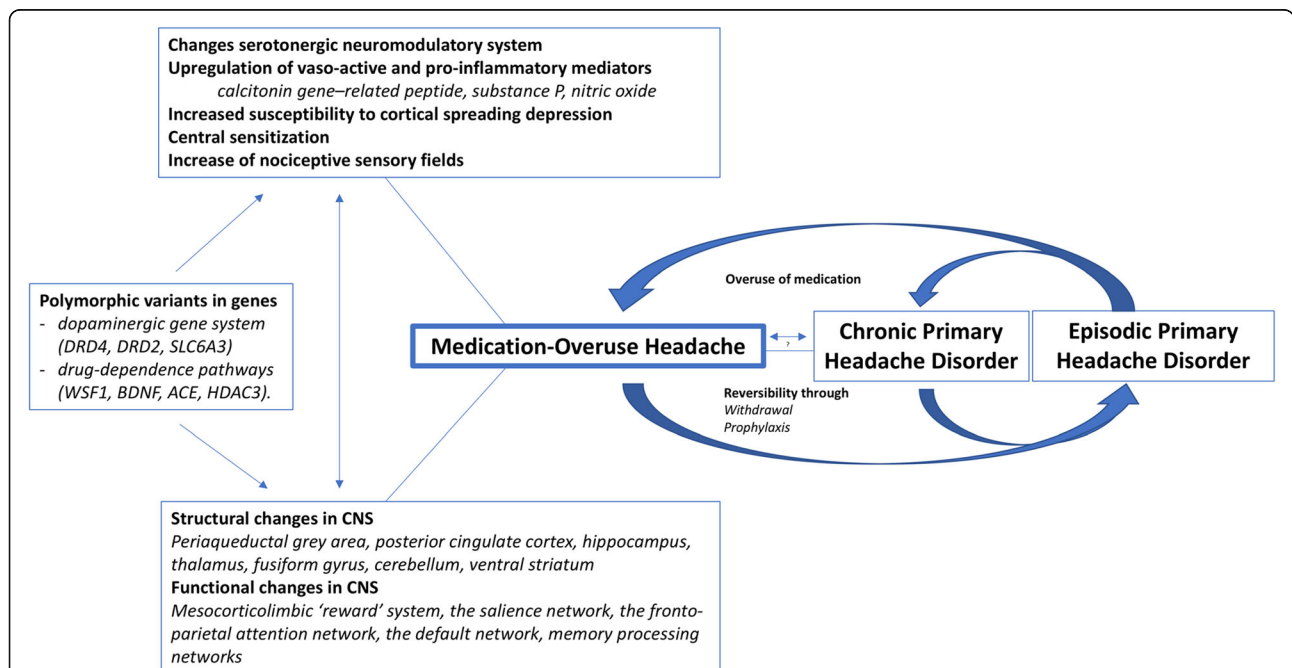 Changes serotonergic neuromodulatory system
Upregulation of vaso-active and pro-inflammatory mediators
calcitonin gene–related peptide, substance P, nitric oxide
Increased susceptibility to cortical spreading depression
Central sensitization
Increase of nociceptive sensory fields
Polymorphic variants in genes
- dopaminergic gene system
(DRD4, DRD2, SLC6A3)
- drug-dependence pathways
(WSF1, BDNF, ACE, HDAC3).
Overuse of medication
Medication-Overuse Headache
?
Chronic Primary
Headache Disorder
Episodic Primary
Headache Disorder
Reversibility through
Withdrawal
Prophylaxis
Structural changes in CNS
Periaqueductal grey area, posterior cingulate cortex, hippocampus,
thalamus, fusiform gyrus, cerebellum, ventral striatum
Functional changes in CNS
Mesocorticolimbic ‘reward’ system, the salience network, the fronto-
parietal attention network, the default network, memory processing
networks